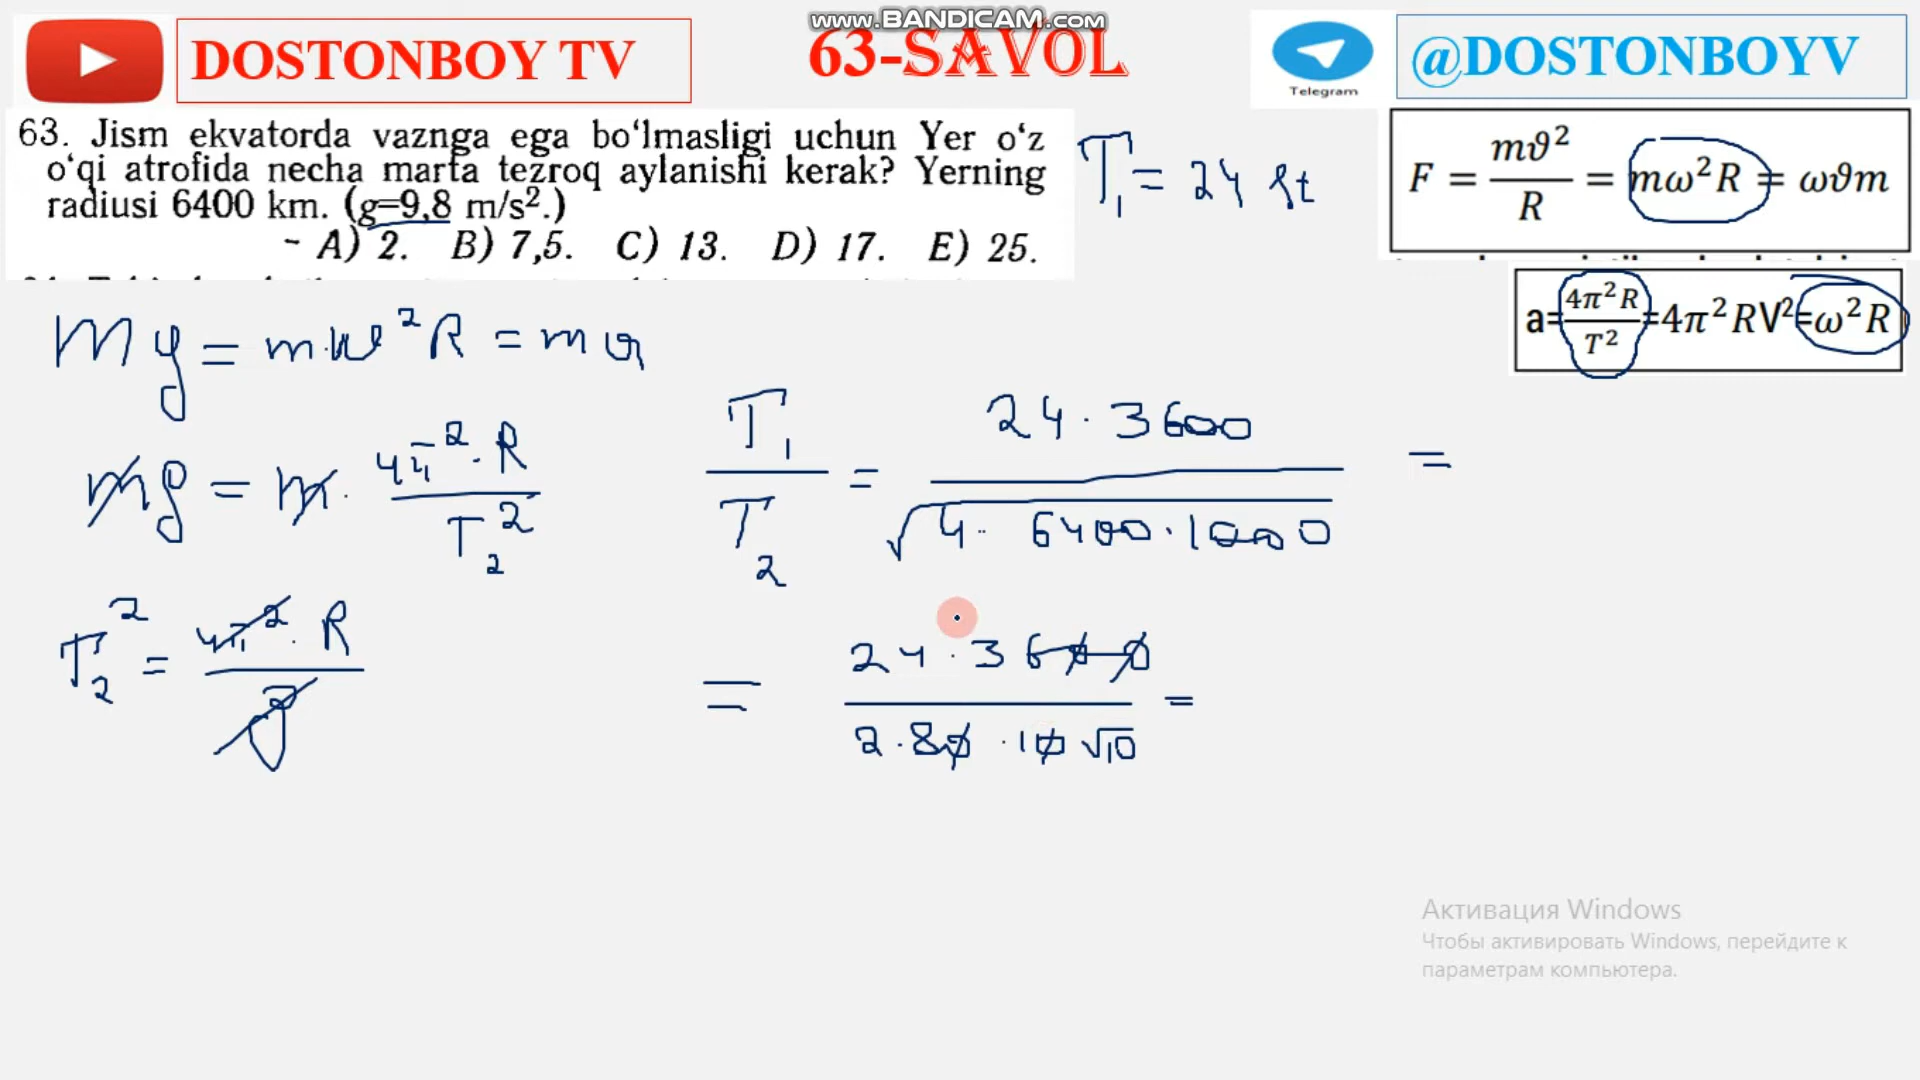 www.BANDICAM.com
DOSTONBOY TV
63-SAVOL
Telegram
@DOSTONBOYV
63. Jism ekvatorda vaznga ega bo‘lmasligi uchun Yer o‘z
o‘qi atrofida necha marta tezroq aylanishi kerak? Yerning
radiusi 6400 km. (g=9,8 m/s².)
- A) 2. B) 7,5. C) 13. D) 17. E) 25.
T₁ = 24 st
F = mϑ²/R = mω²R = ωϑm
a=4π²R/T²=4π²RV²=ω²R
mg = m·ω²R = ma
mg = m · 4π²·R/T₂²
T₂² = 4π²·R/g
T₁/T₂ = 24·3600/√4·6400·1000 =
= 24·3600/2·80·10√10 =
Активация Windows
Чтобы активировать Windows, перейдите к
параметрам компьютера.